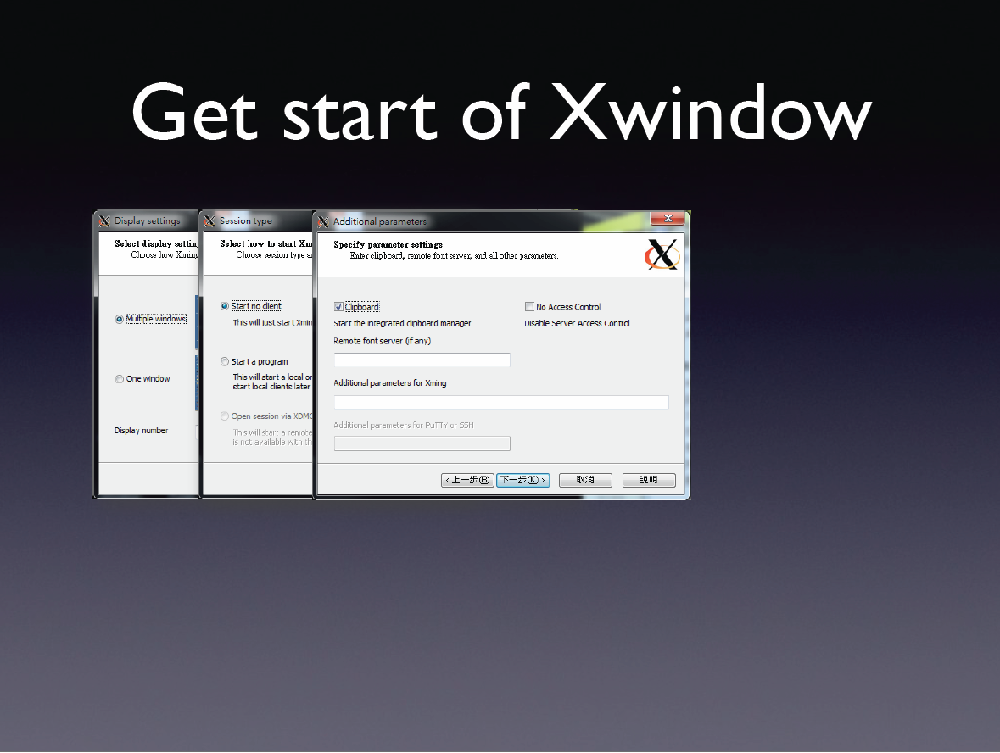 Get start of Xwindow
Display settings
Select display settin
Choose how Xming
Multiple windows
One window
Display number
Session type
Select how to start Xm
Choose session type a
Start no client
This will just start Xmin
Start a program
This will start a local or
start local clients later
Open session via XDMC
This will start a remote
is not available with th
Additional parameters
Specify parameter settings
Enter clipboard, remote font server, and all other parameters.
Clipboard
Start the integrated clipboard manager
No Access Control
Disable Server Access Control
Remote font server (if any)
Additional parameters for Xming
Additional parameters for PuTTY or SSH
< 上一步(B)
下一步(N) >
取消
說明